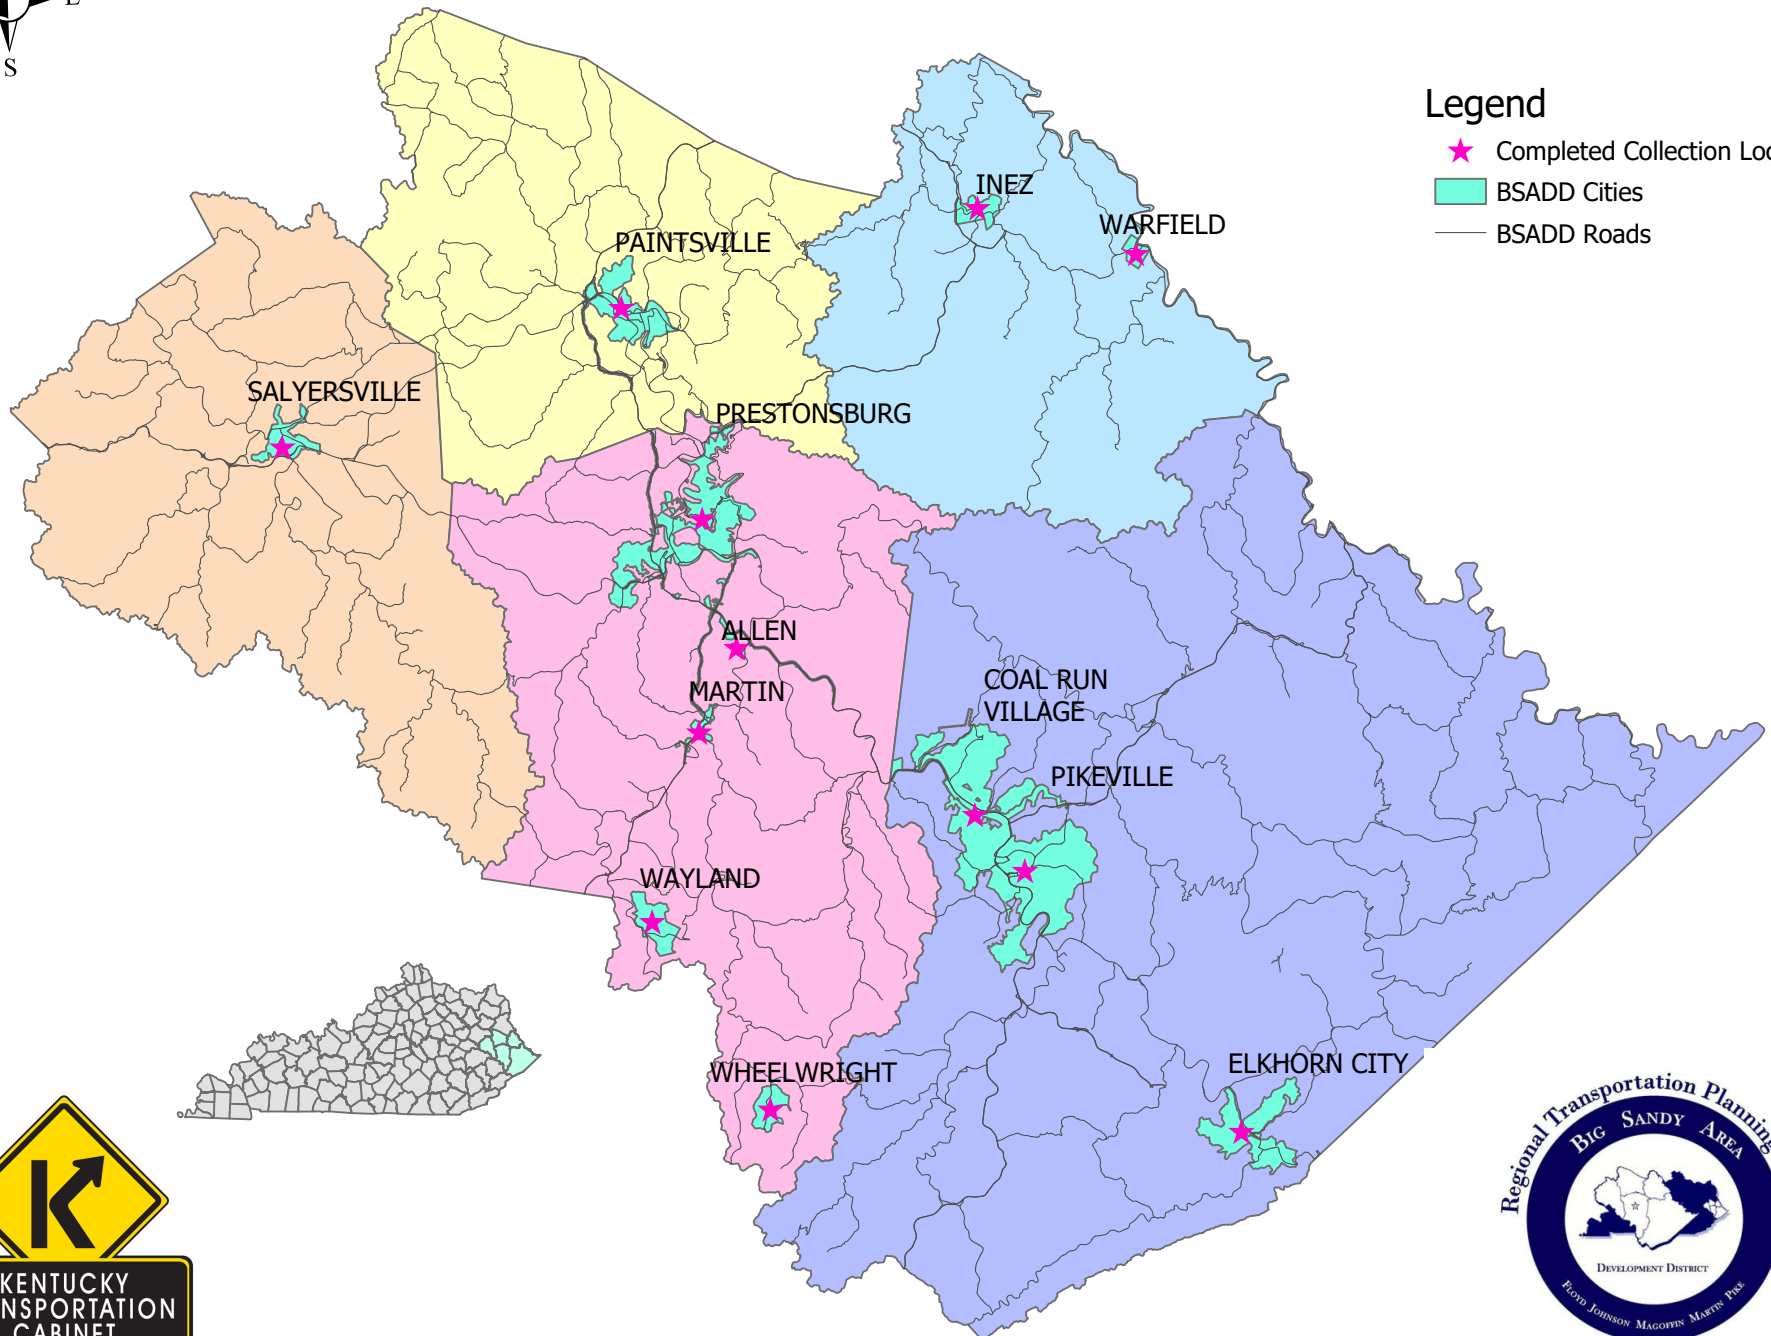 E
S
Legend
Completed Collection Loc
BSADD Cities
BSADD Roads
INEZ
WARFIELD
PAINTSVILLE
SALYERSVILLE
PRESTONSBURG
ALLEN
MARTIN
COAL RUN
VILLAGE
PIKEVILLE
WAYLAND
WHEELWRIGHT
ELKHORN CITY
KENTUCKY
NSPORTATION
CABINET
Regional Transportation Planning
BIG SANDY AREA
DEVELOPMENT DISTRICT
FLOYD JOHNSON MAGOFFIN MARTIN PIKE